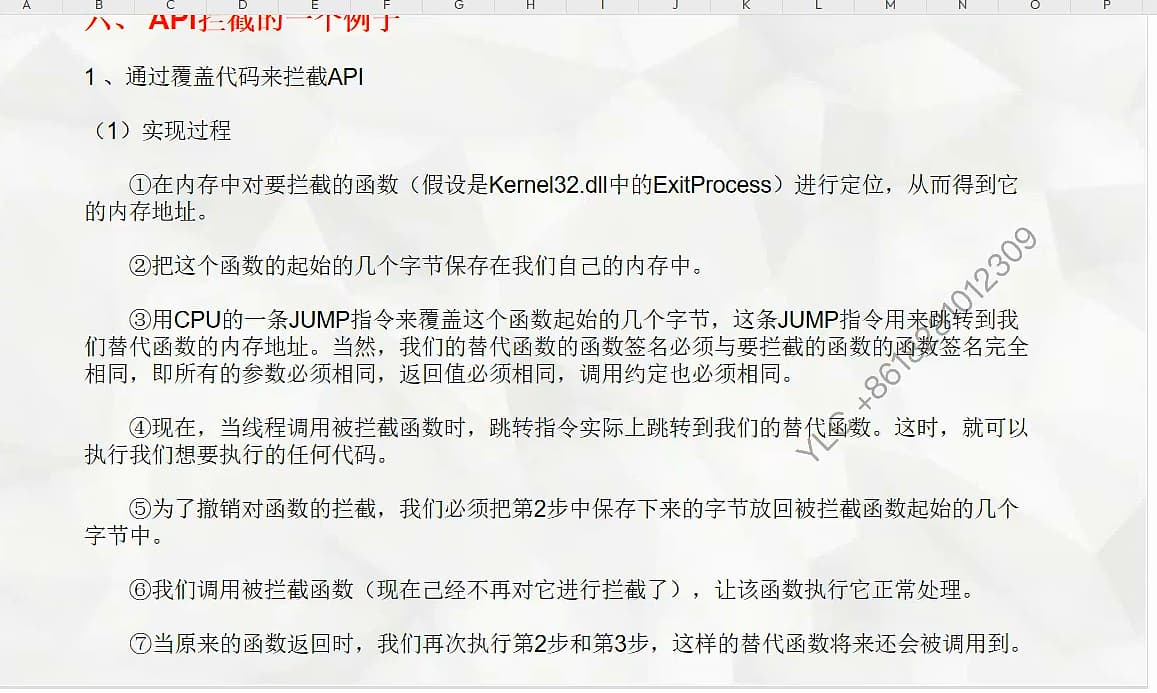 A B C D E F G H I J K L M N O P
六、 API拦截的一个例子
1 、通过覆盖代码来拦截API
（1）实现过程
①在内存中对要拦截的函数（假设是Kernel32.dll中的ExitProcess）进行定位，从而得到它
的内存地址。
②把这个函数的起始的几个字节保存在我们自己的内存中。
③用CPU的一条JUMP指令来覆盖这个函数起始的几个字节，这条JUMP指令用来跳转到我
们替代函数的内存地址。当然，我们的替代函数的函数签名必须与要拦截的函数的函数签名完全
相同，即所有的参数必须相同，返回值必须相同，调用约定也必须相同。
④现在，当线程调用被拦截函数时，跳转指令实际上跳转到我们的替代函数。这时，就可以
执行我们想要执行的任何代码。
⑤为了撤销对函数的拦截，我们必须把第2步中保存下来的字节放回被拦截函数起始的几个
字节中。
⑥我们调用被拦截函数（现在己经不再对它进行拦截了），让该函数执行它正常处理。
⑦当原来的函数返回时，我们再次执行第2步和第3步，这样的替代函数将来还会被调用到。